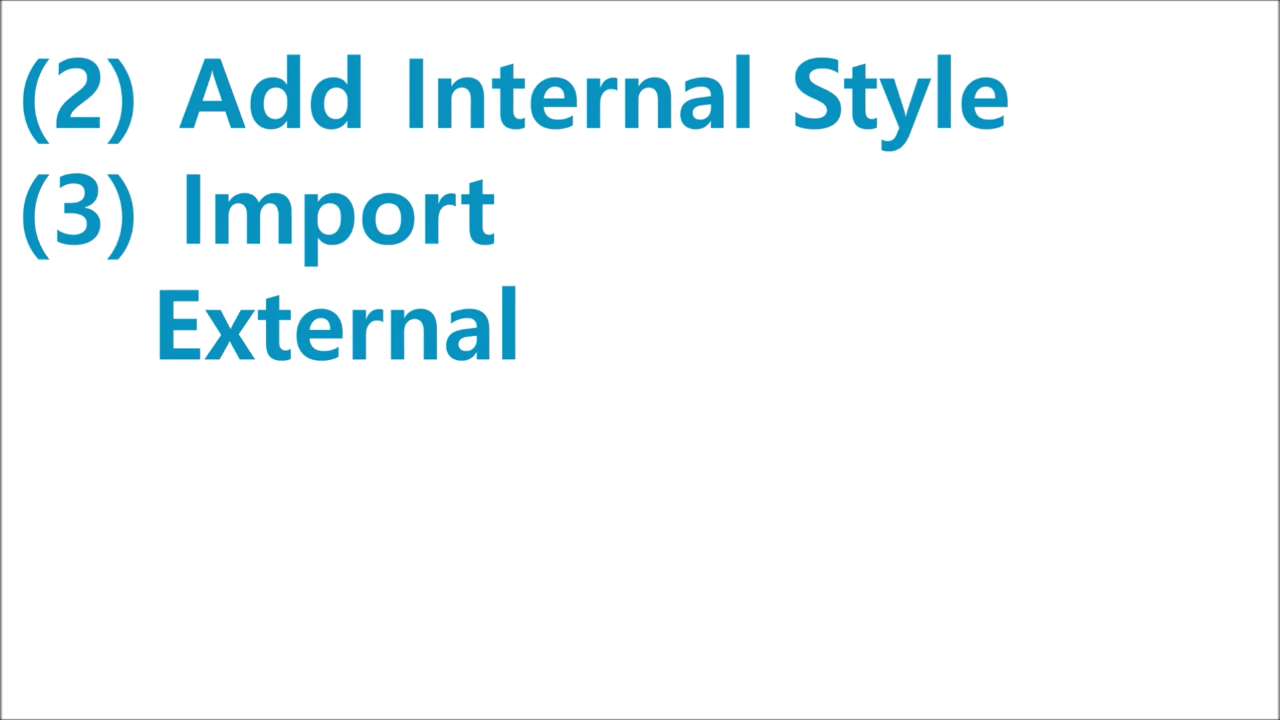 (2) Add Internal Style
(3) Import
External